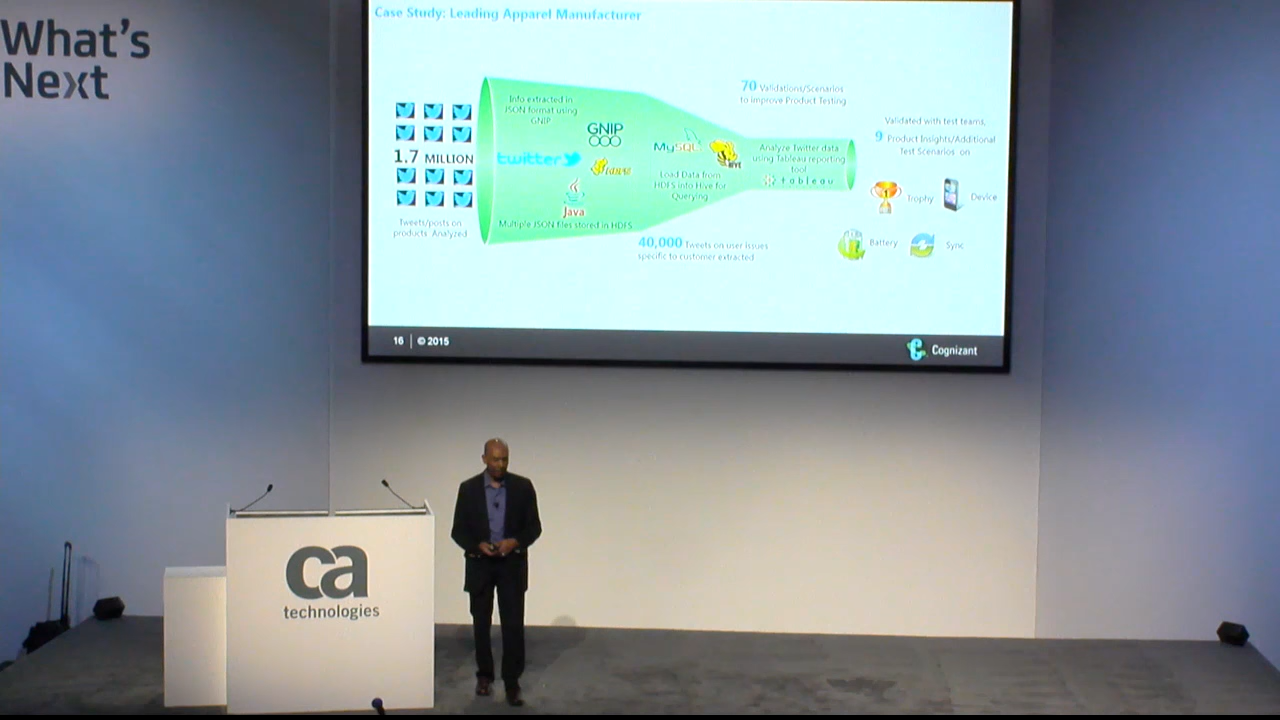 What's
Next
Case Study: Leading Apparel Manufacturer
1.7 MILLION
Tweets/posts on
products Analyzed
Info extracted in
JSON format using
GNIP
GNIP
twitter
Java
Multiple JSON files stored in HDFS
MySQL
HIVE
Load Data from
HDFS into Hive for
Querying
40,000 Tweets on user issues
specific to customer extracted
70 Validations/Scenarios
to improve Product Testing
Analyze Twitter data
using Tableau reporting
tool
tableau
Validated with test teams,
9 Product Insights/Additional
Test Scenarios on
Trophy
Device
Battery
Sync
16 | © 2015
Cognizant
ca
technologies